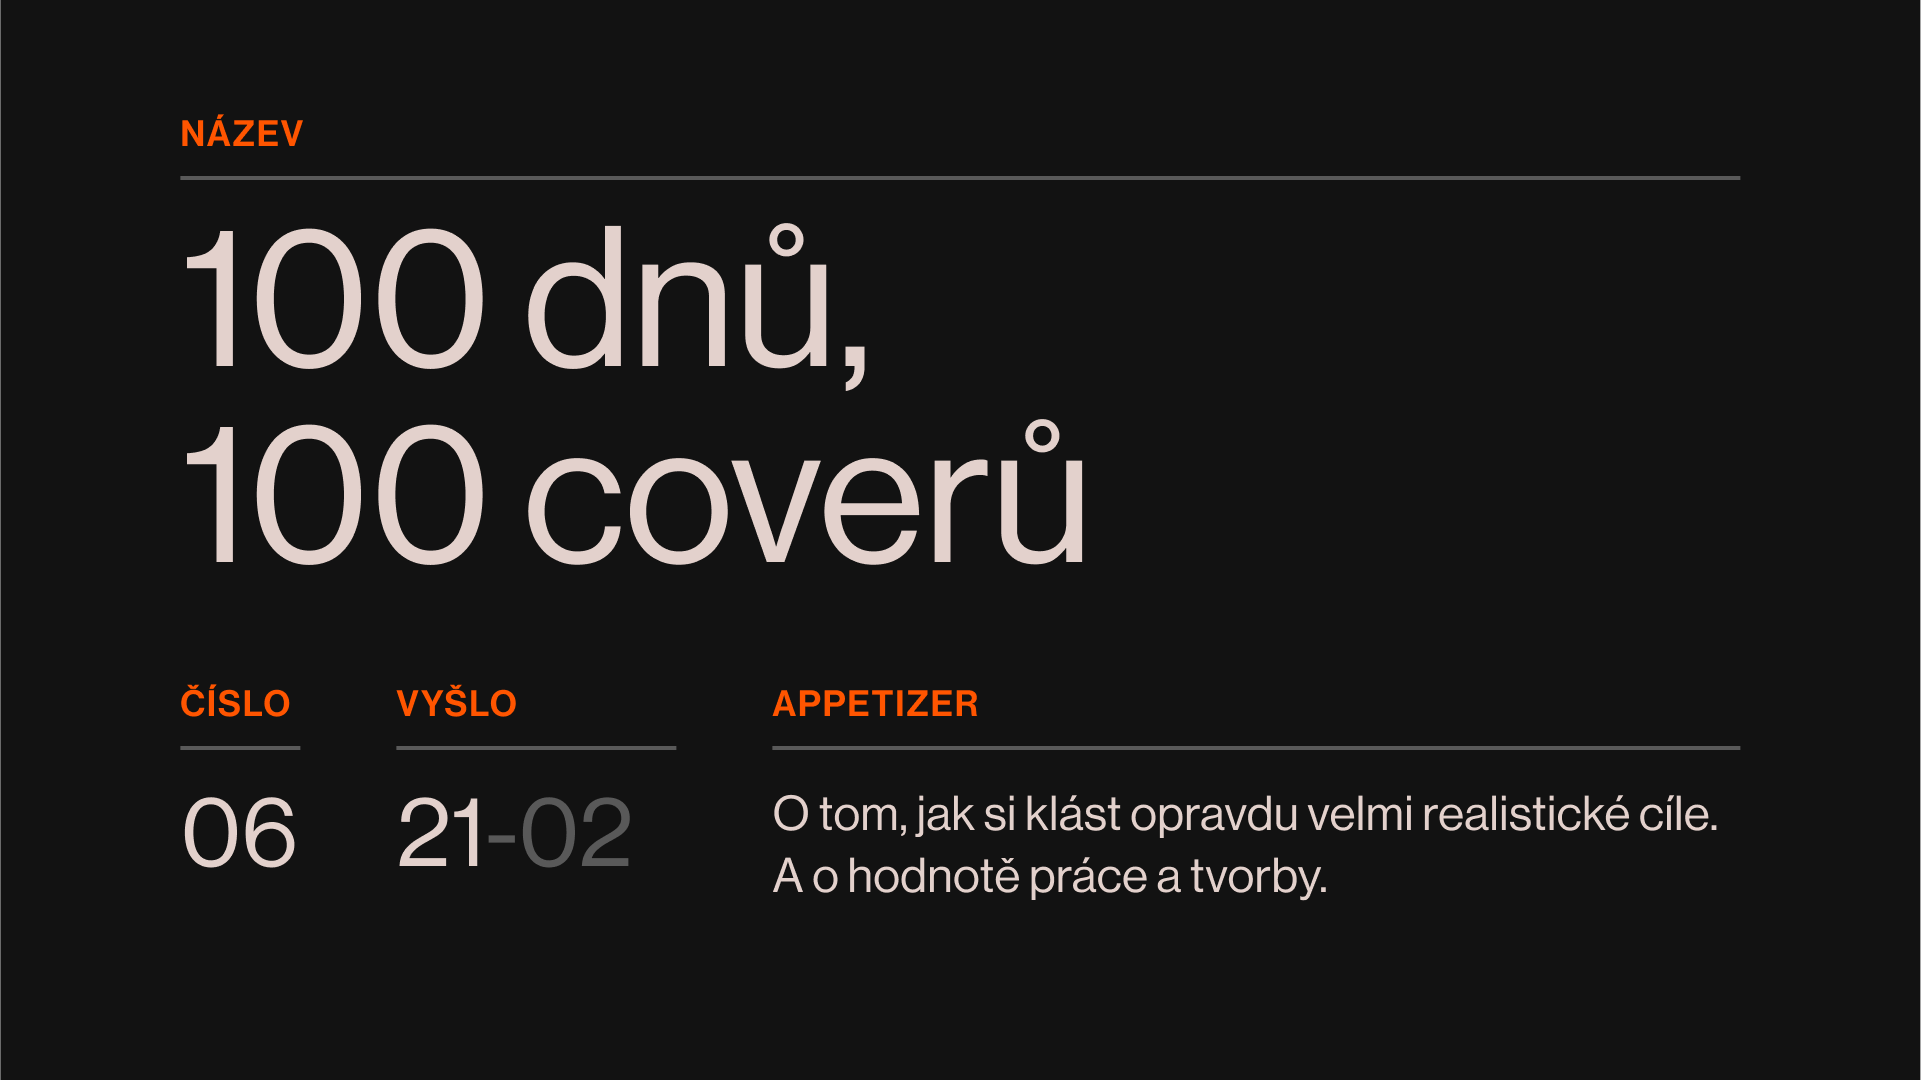 NÁZEV
100 dnů,
100 coverů
ČÍSLO
06
VYŠLO
21-02
APPETIZER
O tom, jak si klást opravdu velmi realistické cíle.
A o hodnotě práce a tvorby.